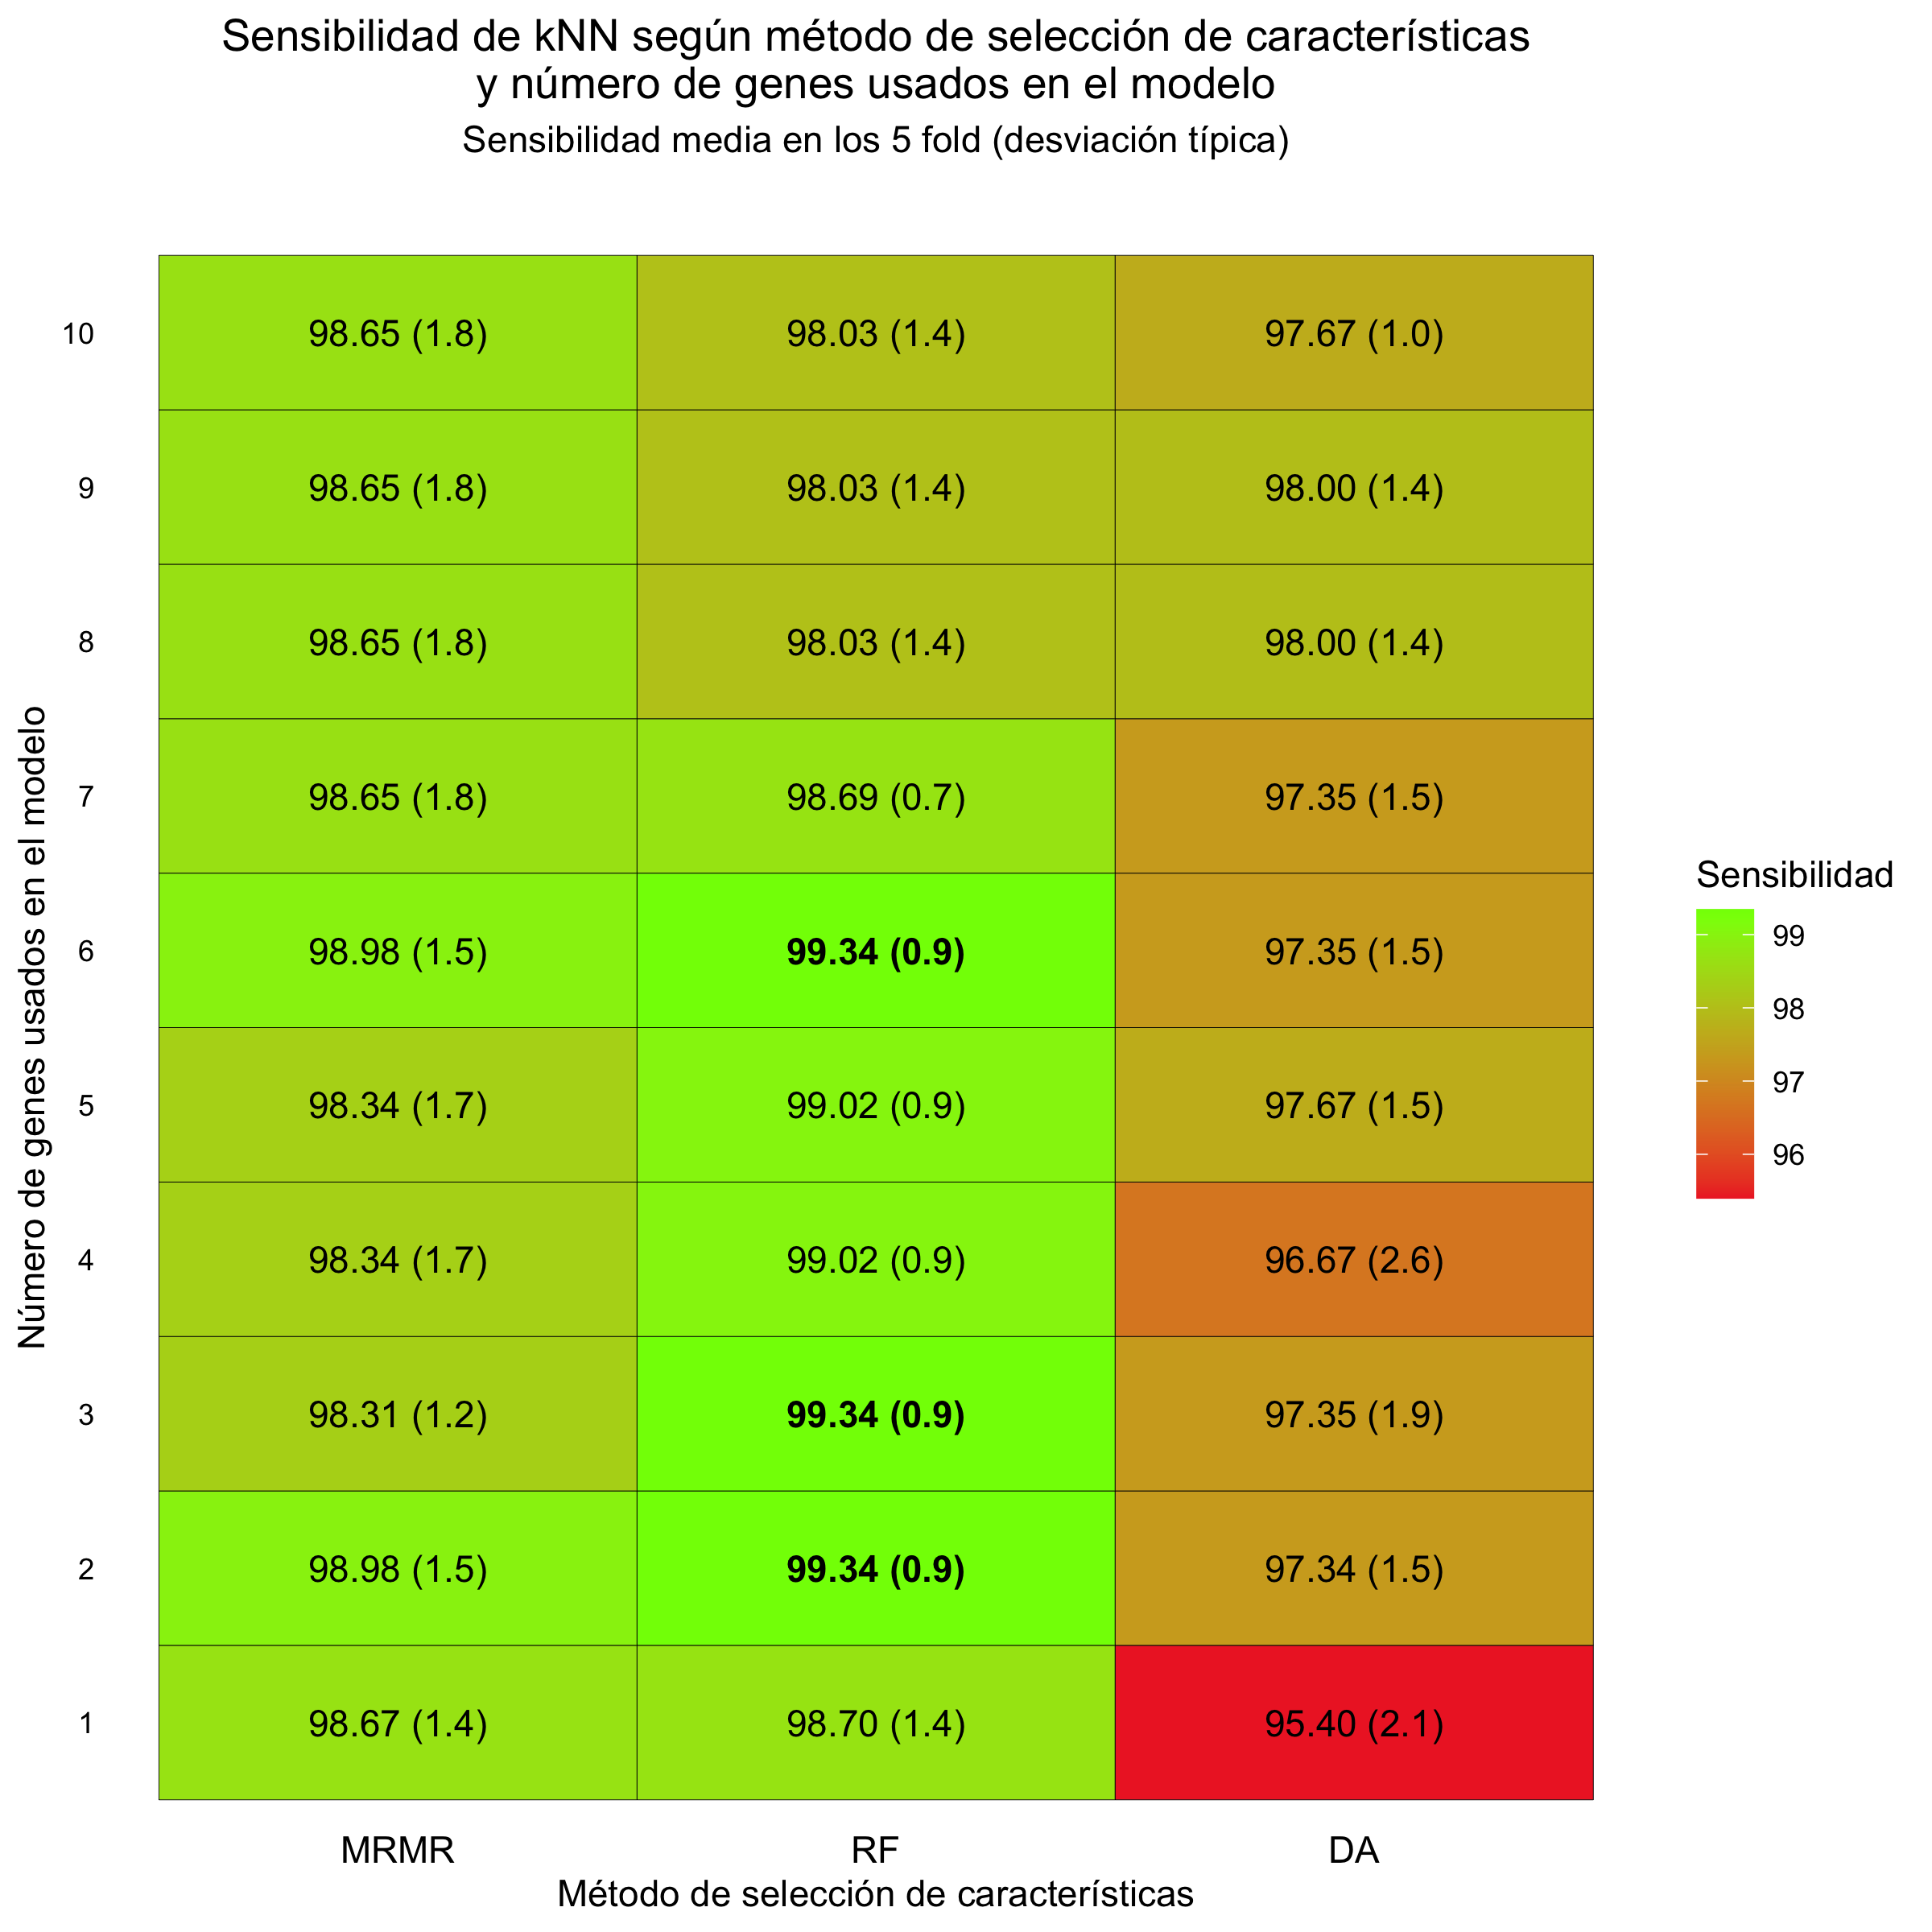 Sensibilidad de kNN según método de selección de características
y número de genes usados en el modelo
Sensibilidad media en los 5 fold (desviación típica)
Número de genes usados en el modelo
10 98.65 (1.8) 98.03 (1.4) 97.67 (1.0)
9 98.65 (1.8) 98.03 (1.4) 98.00 (1.4)
8 98.65 (1.8) 98.03 (1.4) 98.00 (1.4)
7 98.65 (1.8) 98.69 (0.7) 97.35 (1.5)
6 98.98 (1.5) 99.34 (0.9) 97.35 (1.5)
5 98.34 (1.7) 99.02 (0.9) 97.67 (1.5)
4 98.34 (1.7) 99.02 (0.9) 96.67 (2.6)
3 98.31 (1.2) 99.34 (0.9) 97.35 (1.9)
2 98.98 (1.5) 99.34 (0.9) 97.34 (1.5)
1 98.67 (1.4) 98.70 (1.4) 95.40 (2.1)
MRMR RF DA
Método de selección de características
Sensibilidad
99
98
97
96